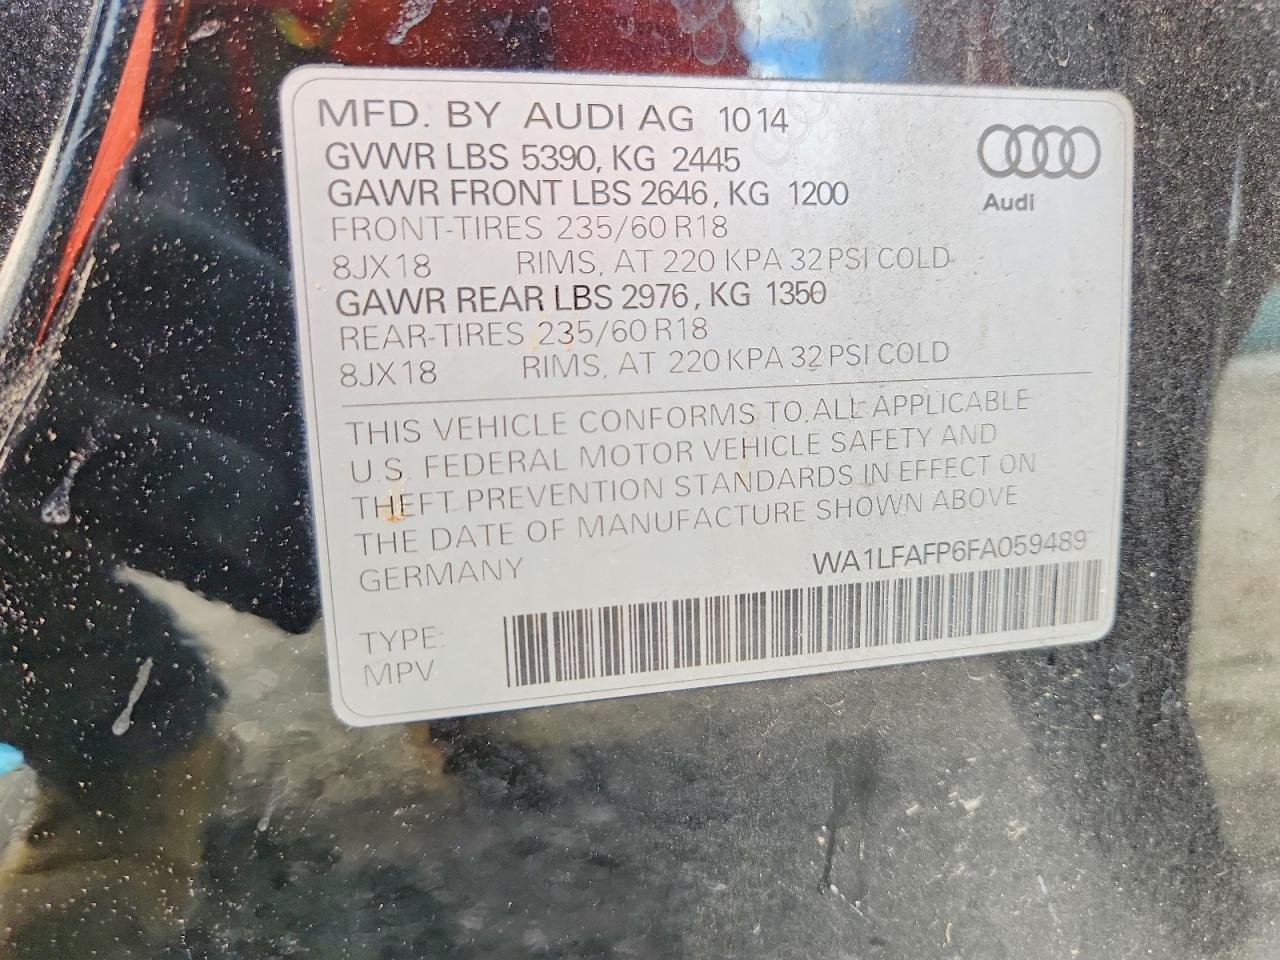 MFD. BY AUDI AG 1014
GVWR LBS 5390, KG 2445
GAWR FRONT LBS 2646, KG 1200
FRONT-TIRES 235/60 R18
8JX18 RIMS, AT 220 KPA 32 PSI COLD
GAWR REAR LBS 2976, KG 1350
REAR-TIRES 235/60 R18
8JX18 RIMS, AT 220 KPA 32 PSI COLD
Audi
THIS VEHICLE CONFORMS TO ALL APPLICABLE
U.S. FEDERAL MOTOR VEHICLE SAFETY AND
THEFT PREVENTION STANDARDS IN EFFECT ON
THE DATE OF MANUFACTURE SHOWN ABOVE
GERMANY WA1LFAFP6FA059489
TYPE:
MPV